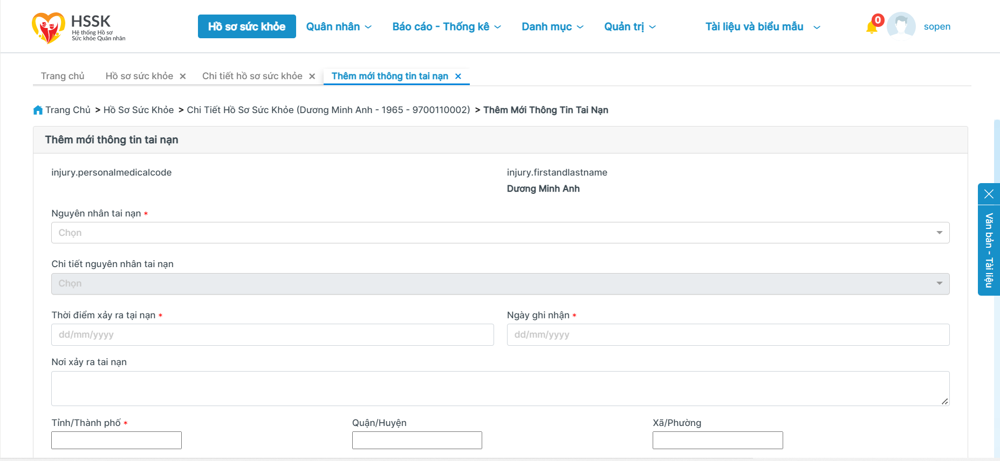 HSSK
Hệ thống Hồ sơ
Sức khỏe Quân nhân
Hồ sơ sức khỏe
Quân nhân
Báo cáo - Thống kê
Danh mục
Quản trị
Tài liệu và biểu mẫu
0
sopen
Trang chủ
Hồ sơ sức khỏe
Chi tiết hồ sơ sức khỏe
Thêm mới thông tin tai nạn
Trang Chủ > Hồ Sơ Sức Khỏe > Chi Tiết Hồ Sơ Sức Khỏe (Dương Minh Anh - 1965 - 9700110002) > Thêm Mới Thông Tin Tai Nạn
Thêm mới thông tin tai nạn
injury.personalmedicalcode
injury.firstandlastname
Dương Minh Anh
Nguyên nhân tai nạn *
Chọn
Chi tiết nguyên nhân tai nạn
Chọn
Thời điểm xảy ra tại nạn *
dd/mm/yyyy
Ngày ghi nhận *
dd/mm/yyyy
Nơi xảy ra tai nạn
Tỉnh/Thành phố *
Quận/Huyện
Xã/Phường
Văn bản - Tài liệu